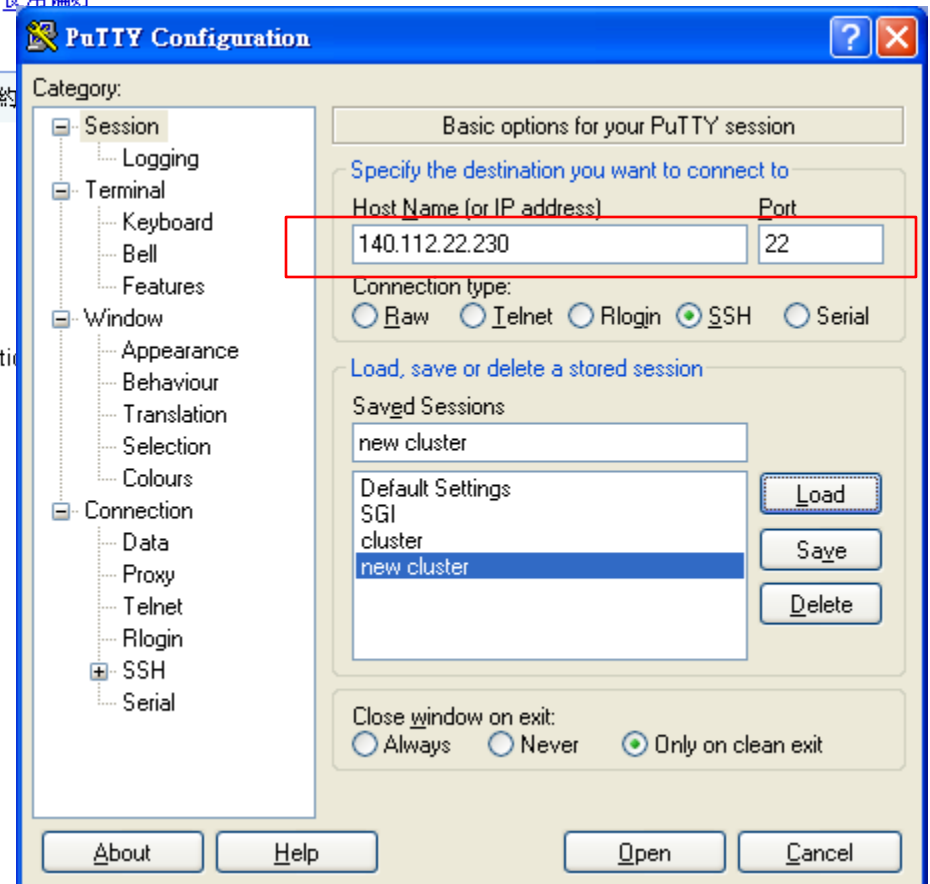 PuTTY Configuration
Category:
Session
Logging
Terminal
Keyboard
Bell
Features
Window
Appearance
Behaviour
Translation
Selection
Colours
Connection
Data
Proxy
Telnet
Rlogin
SSH
Serial
Basic options for your PuTTY session
Specify the destination you want to connect to
Host Name (or IP address) Port
140.112.22.230 22
Connection type:
Raw Telnet Rlogin SSH Serial
Load, save or delete a stored session
Saved Sessions
new cluster
Default Settings
SGI
cluster
new cluster
Load
Save
Delete
Close window on exit:
Always Never Only on clean exit
About Help Open Cancel